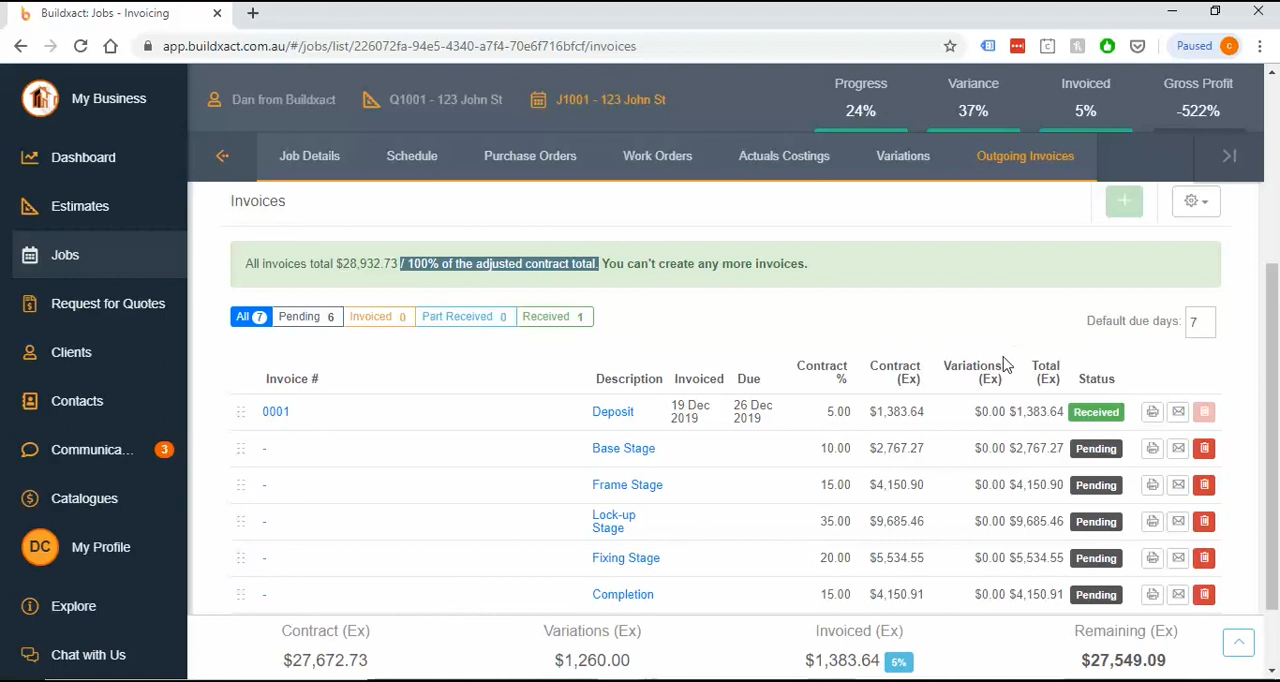 Buildxact: Jobs - Invoicing
app.buildxact.com.au/#/jobs/list/226072fa-94e5-4340-a7f4-70e6f716bfcf/invoices
Paused c
My Business
Dan from Buildxact
Q1001 - 123 John St
J1001 - 123 John St
Progress
24%
Variance
37%
Invoiced
5%
Gross Profit
-522%
Dashboard
Estimates
Jobs
Request for Quotes
Clients
Contacts
Communica... 3
Catalogues
DC My Profile
Explore
Chat with Us
Job Details
Schedule
Purchase Orders
Work Orders
Actuals Costings
Variations
Outgoing Invoices
Invoices
All invoices total $28,932.73 / 100% of the adjusted contract total. You can't create any more invoices.
All 7 Pending 6 Invoiced 0 Part Received 0 Received 1
Default due days: 7
Invoice # Description Invoiced Due Contract % Contract (Ex) Variations (Ex) Total (Ex) Status
0001 Deposit 19 Dec 2019 26 Dec 2019 5.00 $1,383.64 $0.00 $1,383.64 Received
- Base Stage 10.00 $2,767.27 $0.00 $2,767.27 Pending
- Frame Stage 15.00 $4,150.90 $0.00 $4,150.90 Pending
- Lock-up Stage 35.00 $9,685.46 $0.00 $9,685.46 Pending
- Fixing Stage 20.00 $5,534.55 $0.00 $5,534.55 Pending
- Completion 15.00 $4,150.91 $0.00 $4,150.91 Pending
Contract (Ex)
$27,672.73
Variations (Ex)
$1,260.00
Invoiced (Ex)
$1,383.64 5%
Remaining (Ex)
$27,549.09